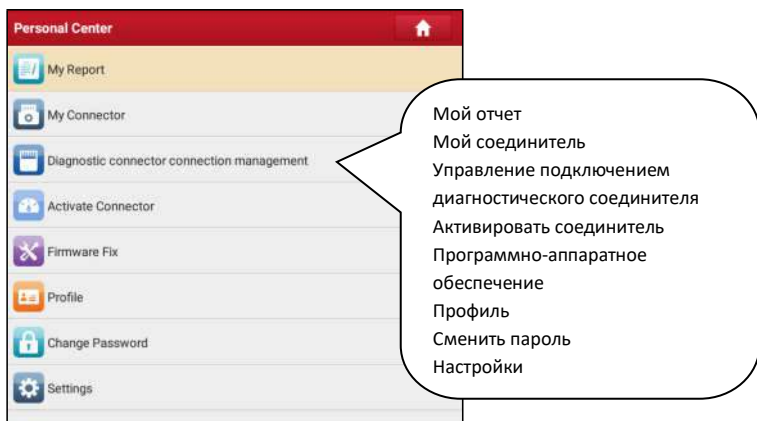 Personal Center
My Report
My Connector
Diagnostic connector connection management
Activate Connector
Firmware Fix
Profile
Change Password
Settings
Мой отчет
Мой соединитель
Управление подключением
диагностического соединителя
Активировать соединитель
Программно-аппаратное
обеспечение
Профиль
Сменить пароль
Настройки